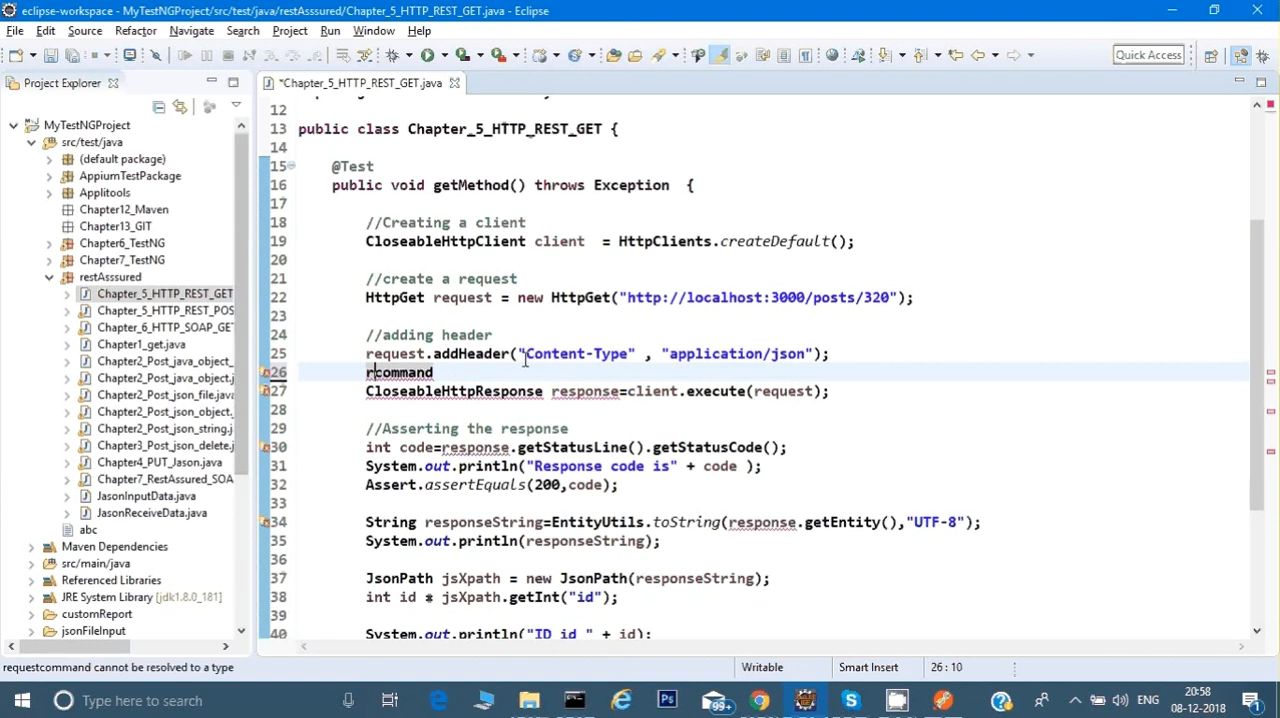 eclipse-workspace - MyTestNGProject/src/test/java/restAsssured/Chapter_5_HTTP_REST_GET.java - Eclipse
File Edit Source Refactor Navigate Search Project Run Window Help
Quick Access
Project Explorer
*Chapter_5_HTTP_REST_GET.java
MyTestNGProject
src/test/java
(default package)
AppiumTestPackage
Applitools
Chapter12_Maven
Chapter13_GIT
Chapter6_TestNG
Chapter7_TestNG
restAsssured
Chapter_5_HTTP_REST_GET
Chapter_5_HTTP_REST_POS
Chapter_6_HTTP_SOAP_GE
Chapter1_get.java
Chapter2_Post_java_object_
Chapter2_Post_java_object.
Chapter2_Post_json_file.java
Chapter2_Post_json_object.
Chapter2_Post_json_string.j
Chapter3_Post_json_delete.j
Chapter4_PUT_Jason.java
Chapter7_RestAssured_SOA
JasonInputData.java
JasonReceiveData.java
abc
Maven Dependencies
src/main/java
Referenced Libraries
JRE System Library [jdk1.8.0_181]
customReport
jsonFileInput
12
13 public class Chapter_5_HTTP_REST_GET {
14
15 @Test
16 public void getMethod() throws Exception {
17
18 //Creating a client
19 CloseableHttpClient client = HttpClients.createDefault();
20
21 //create a request
22 HttpGet request = new HttpGet("http://localhost:3000/posts/320");
23
24 //adding header
25 request.addHeader("Content-Type" , "application/json");
26 rcommand
27 CloseableHttpResponse response=client.execute(request);
28
29 //Asserting the response
30 int code=response.getStatusLine().getStatusCode();
31 System.out.println("Response code is" + code );
32 Assert.assertEquals(200,code);
33
34 String responseString=EntityUtils.toString(response.getEntity(),"UTF-8");
35 System.out.println(responseString);
36
37 JsonPath jsXpath = new JsonPath(responseString);
38 int id = jsXpath.getInt("id");
39
40 System.out.println("ID id " + id);
requestcommand cannot be resolved to a type
Writable
Smart Insert
26 : 10
Type here to search
99+
ENG
20:58
08-12-2018
1